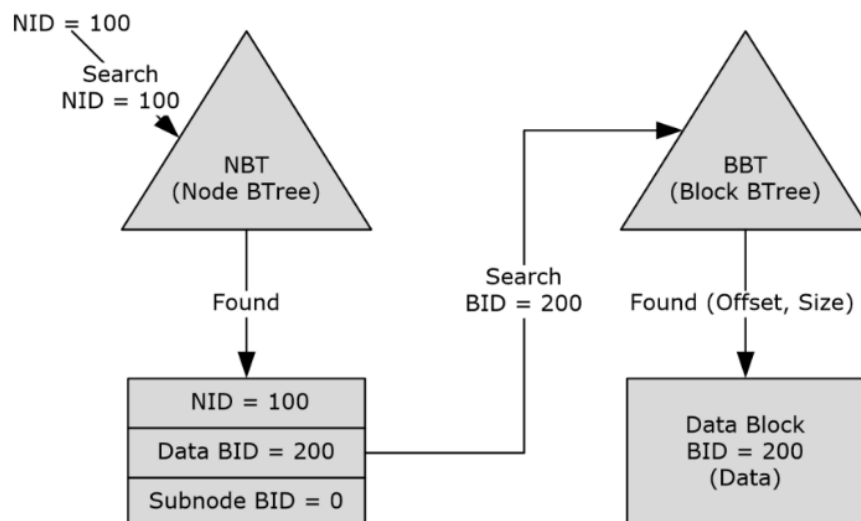 NID = 100
Search
NID = 100
NBT
(Node BTree)
Found
NID = 100
Data BID = 200
Subnode BID = 0
Search
BID = 200
BBT
(Block BTree)
Found (Offset, Size)
Data Block
BID = 200
(Data)